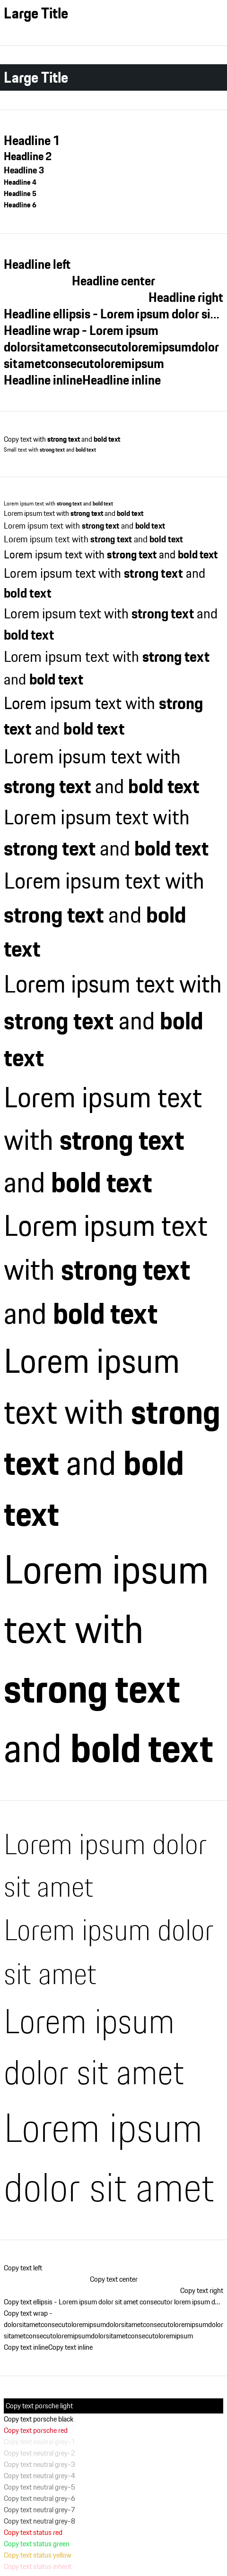 Large Title
Large Title
Headline 1
Headline 2
Headline 3
Headline 4
Headline 5
Headline 6
Headline left
Headline center
Headline right
Headline ellipsis - Lorem ipsum dolor si...
Headline wrap - Lorem ipsum
dolorsitametconsecutoloremipsumdolor
sitametconsecutoloremipsum
Headline inlineHeadline inline
Copy text with strong text and bold text
Small text with strong text and bold text
Lorem ipsum text with strong text and bold text
Lorem ipsum text with strong text and bold text
Lorem ipsum text with strong text and bold text
Lorem ipsum text with strong text and bold text
Lorem ipsum text with strong text and bold text
Lorem ipsum text with strong text and
bold text
Lorem ipsum text with strong text and
bold text
Lorem ipsum text with strong text
and bold text
Lorem ipsum text with strong
text and bold text
Lorem ipsum text with
strong text and bold text
Lorem ipsum text with
strong text and bold text
Lorem ipsum text with
strong text and bold
text
Lorem ipsum text with
strong text and bold
text
Lorem ipsum text
with strong text
and bold text
Lorem ipsum text
with strong text
and bold text
Lorem ipsum
text with strong
text and bold
text
Lorem ipsum
text with
strong text
and bold text
Lorem ipsum dolor
sit amet
Lorem ipsum dolor
sit amet
Lorem ipsum
dolor sit amet
Lorem ipsum
dolor sit amet
Copy text left
Copy text center
Copy text right
Copy text ellipsis - Lorem ipsum dolor sit amet consecutor lorem ipsum d...
Copy text wrap -
dolorsitametconsecutoloremipsumdolorsitametconsecutoloremipsumdolor
sitametconsecutoloremipsumdolorsitametconsecutoloremipsum
Copy text inlineCopy text inline
Copy text porsche light
Copy text porsche black
Copy text porsche red
Copy text neutral grey-1
Copy text neutral grey-2
Copy text neutral grey-3
Copy text neutral grey-4
Copy text neutral grey-5
Copy text neutral grey-6
Copy text neutral grey-7
Copy text neutral grey-8
Copy text status red
Copy text status green
Copy text status yellow
Copy text status inherit